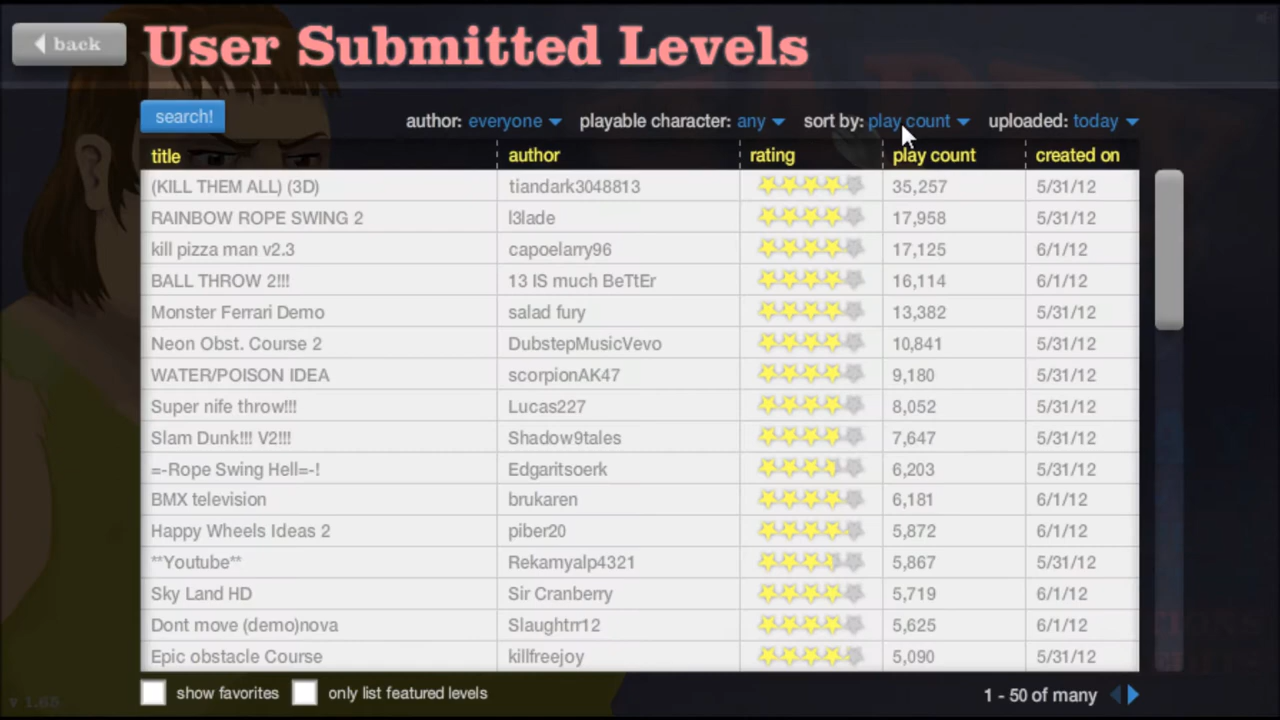 back
User Submitted Levels
search! author: everyone playable character: any sort by: play count uploaded: today
title author rating play count created on
(KILL THEM ALL) (3D) tiandark3048813 35,257 5/31/12
RAINBOW ROPE SWING 2 l3lade 17,958 5/31/12
kill pizza man v2.3 capoelarry96 17,125 6/1/12
BALL THROW 2!!! 13 IS much BeTtEr 16,114 6/1/12
Monster Ferrari Demo salad fury 13,382 5/31/12
Neon Obst. Course 2 DubstepMusicVevo 10,841 5/31/12
WATER/POISON IDEA scorpionAK47 9,180 5/31/12
Super nife throw!!! Lucas227 8,052 5/31/12
Slam Dunk!!! V2!!! Shadow9tales 7,647 5/31/12
=-Rope Swing Hell=-! Edgaritsoerk 6,203 5/31/12
BMX television brukaren 6,181 6/1/12
Happy Wheels Ideas 2 piber20 5,872 6/1/12
**Youtube** Rekamyalp4321 5,867 5/31/12
Sky Land HD Sir Cranberry 5,719 6/1/12
Dont move (demo)nova Slaughtrr12 5,625 6/1/12
Epic obstacle Course killfreejoy 5,090 5/31/12
show favorites only list featured levels 1 - 50 of many
v 1.65